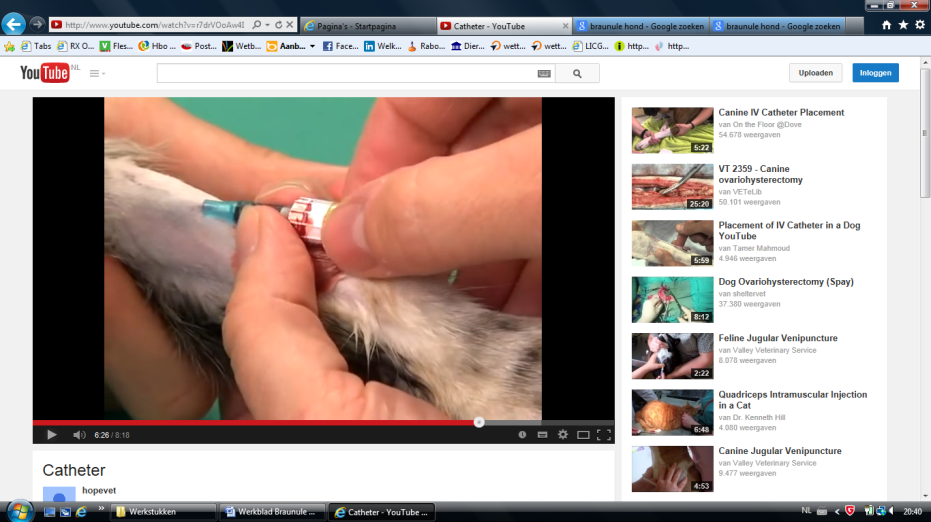 http://www.youtube.com/watch?v=r7drVOoAw4I
Pagina's - Startpagina
Catheter - YouTube
braunule hond - Google zoeken
braunule hond - Google zoeken
Tabs
RX O...
Fles...
Hbo ...
Post...
Wetb...
Aanb...
Face...
Welk...
Rabo...
Dier...
wett...
wett...
LICG...
http...
http...
YouTube NL
Uploaden
Inloggen
6:26 / 8:18
Catheter
hopevet
Canine IV Catheter Placement
van On the Floor @Dove
54.678 weergaven
5:22
VT 2359 - Canine
ovariohysterectomy
van VETeLib
50.101 weergaven
25:20
Placement of IV Catheter in a Dog
YouTube
van Tamer Mahmoud
4.946 weergaven
5:59
Dog Ovariohysterectomy (Spay)
van sheltervet
37.380 weergaven
8:12
Feline Jugular Venipuncture
van Valley Veterinary Service
8.078 weergaven
2:22
Quadriceps Intramuscular Injection
in a Cat
van Dr. Kenneth Hill
4.080 weergaven
6:48
Canine Jugular Venipuncture
van Valley Veterinary Service
9.477 weergaven
4:53
Werkstukken
Werkblad Braunule ...
Catheter - YouTube ...
NL
20:40